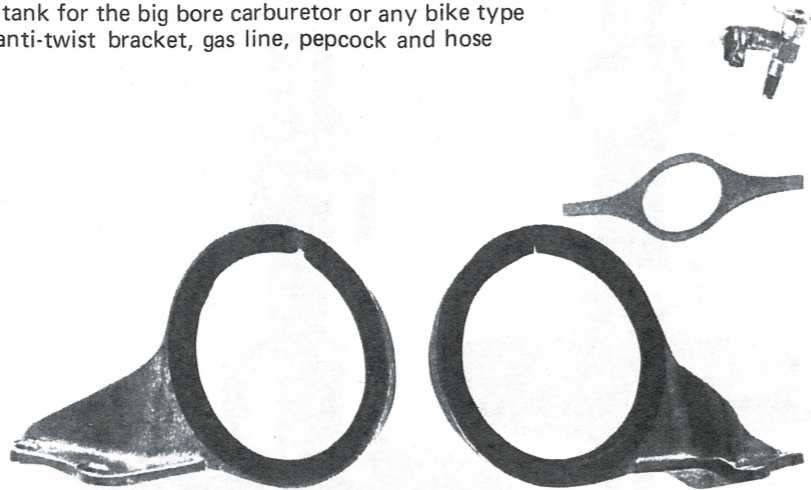 tank for the big bore carburetor or any bike type
anti-twist bracket, gas line, pepcock and hose